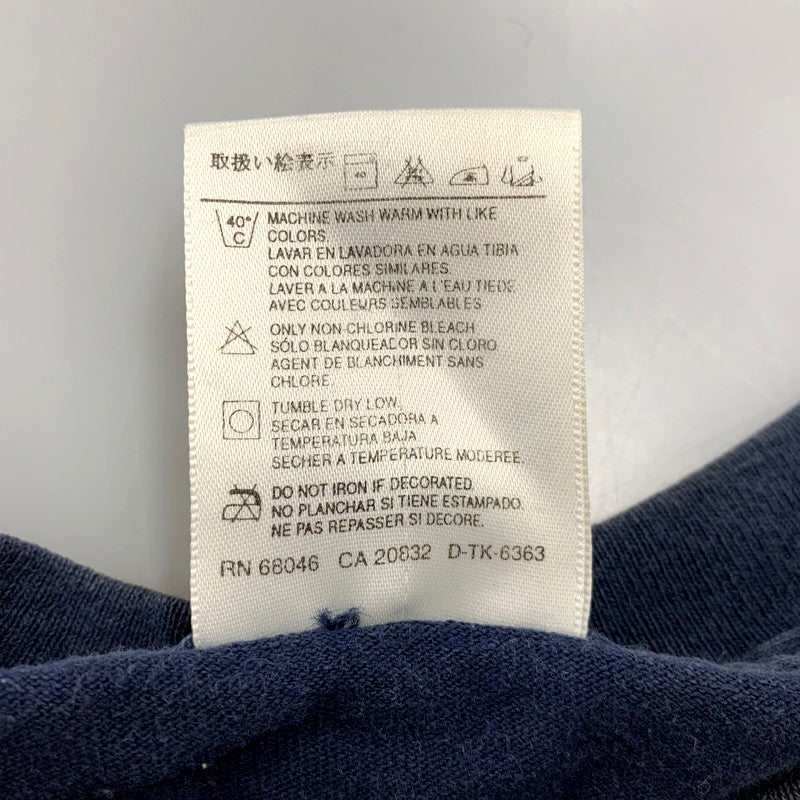 取扱い絵表示
40
40°
C
MACHINE WASH WARM WITH LIKE
COLORS
LAVAR EN LAVADORA EN AGUA TIBIA
CON COLORES SIMILARES.
LAVER A LA MACHINE A L'EAU TIEDE
AVEC COULEURS SEMBLABLES
ONLY NON-CHLORINE BLEACH
SÓLO BLANQUEADOR SIN CLORO
AGENT DE BLANCHIMENT SANS
CHLORE.
TUMBLE DRY LOW.
SECAR EN SECADORA A
TEMPERATURA BAJA
SECHER A TEMPERATURE MODEREE.
DO NOT IRON IF DECORATED.
NO PLANCHAR SI TIENE ESTAMPADO.
NE PAS REPASSER SI DECORE.
RN 68046 CA 20832 D-TK-6363